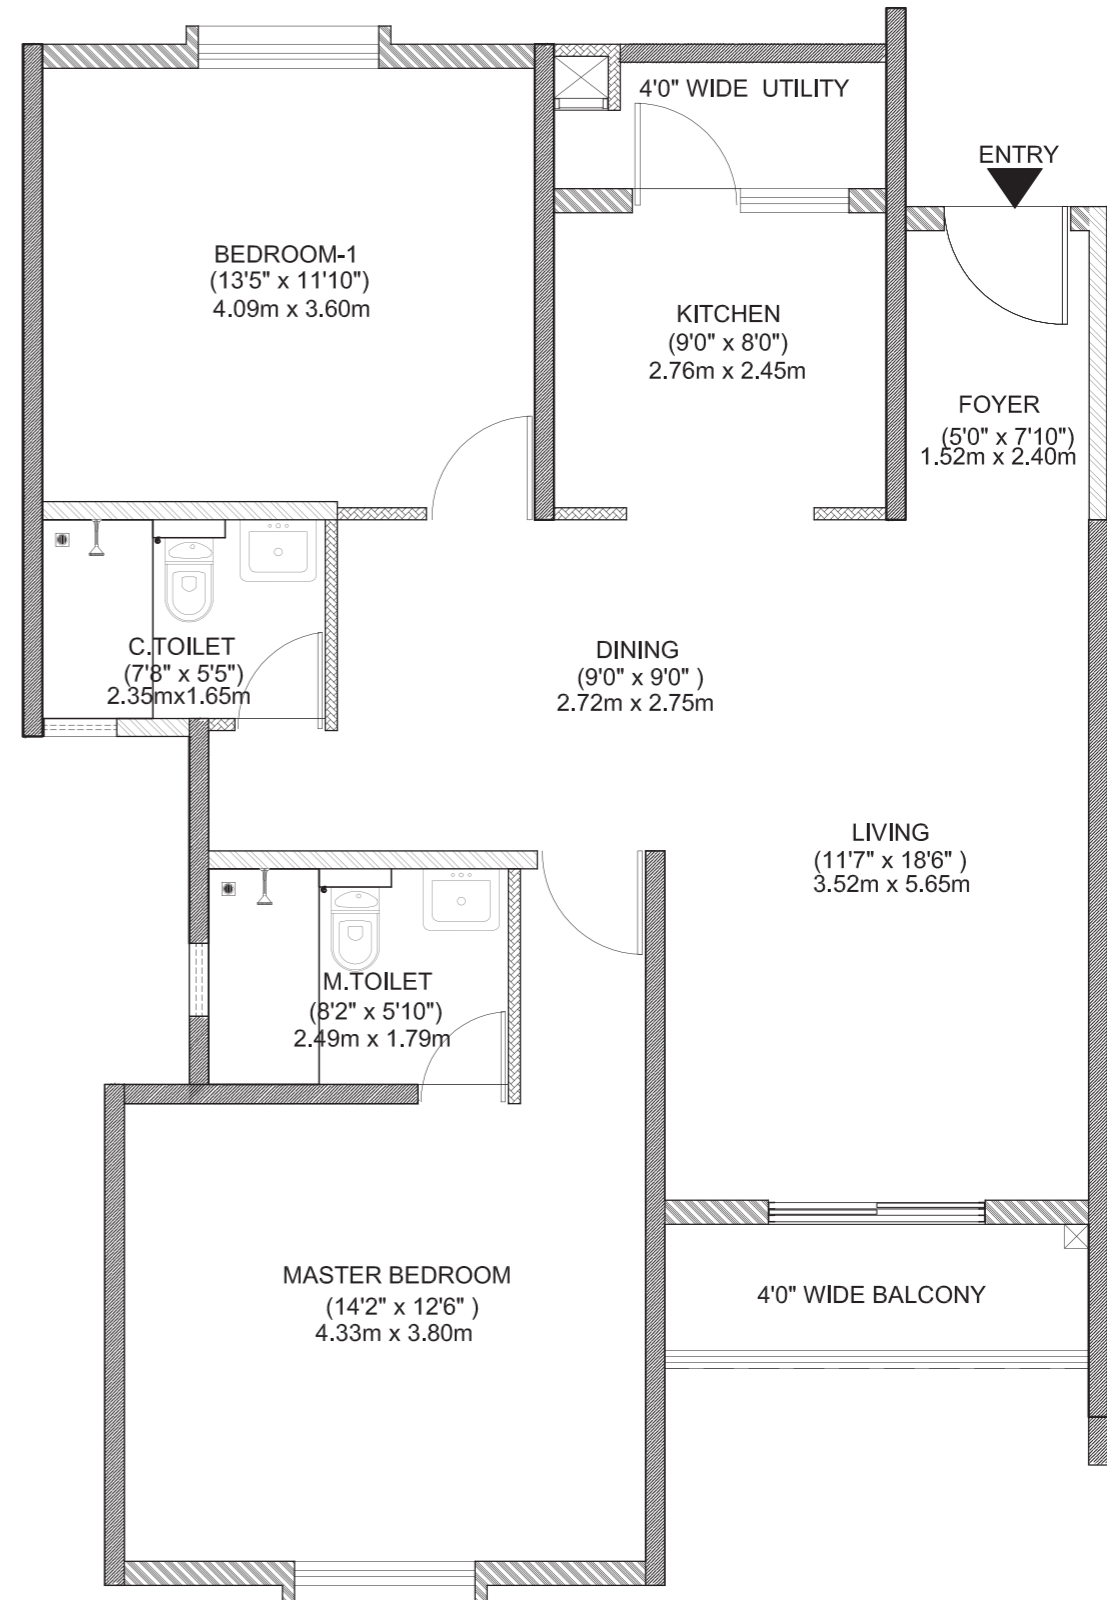 4'0" WIDE UTILITY
ENTRY
BEDROOM-1
(13'5" x 11'10")
4.09m x 3.60m
KITCHEN
(9'0" x 8'0")
2.76m x 2.45m
FOYER
(5'0" x 7'10")
1.52m x 2.40m
C.TOILET
(7'8" x 5'5")
2.35mx1.65m
DINING
(9'0" x 9'0" )
2.72m x 2.75m
LIVING
(11'7" x 18'6" )
3.52m x 5.65m
M.TOILET
(8'2" x 5'10")
2.49m x 1.79m
MASTER BEDROOM
(14'2" x 12'6" )
4.33m x 3.80m
4'0" WIDE BALCONY